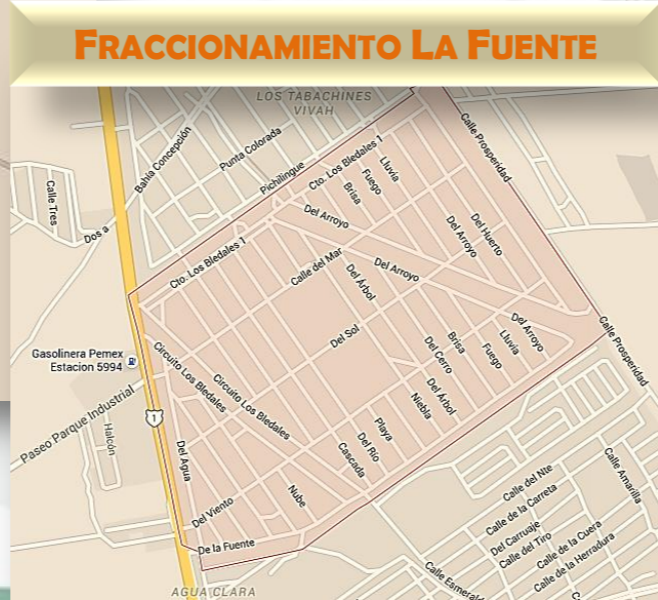 FRACCIONAMIENTO LA FUENTE
LOS TABACHINES
VIVAH
Calle Prosperidad
Bahía Concepción
Punta Colorada
Pichilingue
Cto. Los Bledales 1
Lluvia
Fuego
Brisa
Calle Tres
Dos a
Del Arroyo
Del Arroyo
Del Huerto
Cto. Los Bledales 1
Calle del Mar
Del Árbol
Del Arroyo
Del Sol
Del Arroyo
Calle Prosperidad
Gasolinera Pemex
Estacion 5994
Circuito Los Bledales
Circuito Los Bledales
Brisa
Lluvia
Fuego
Del Cerro
Del Árbol
Niebla
Paseo Parque Industrial
1
Halcón
Playa
Del Río
Cascada
Del Agua
Nube
Del Viento
De la Fuente
Calle del Nte
Calle Amarilla
Calle de la Carreta
Del Carruaje
Calle del Tiro
Calle de la Cuera
Calle de la Herradura
Calle Esmeral
AGUA CLARA